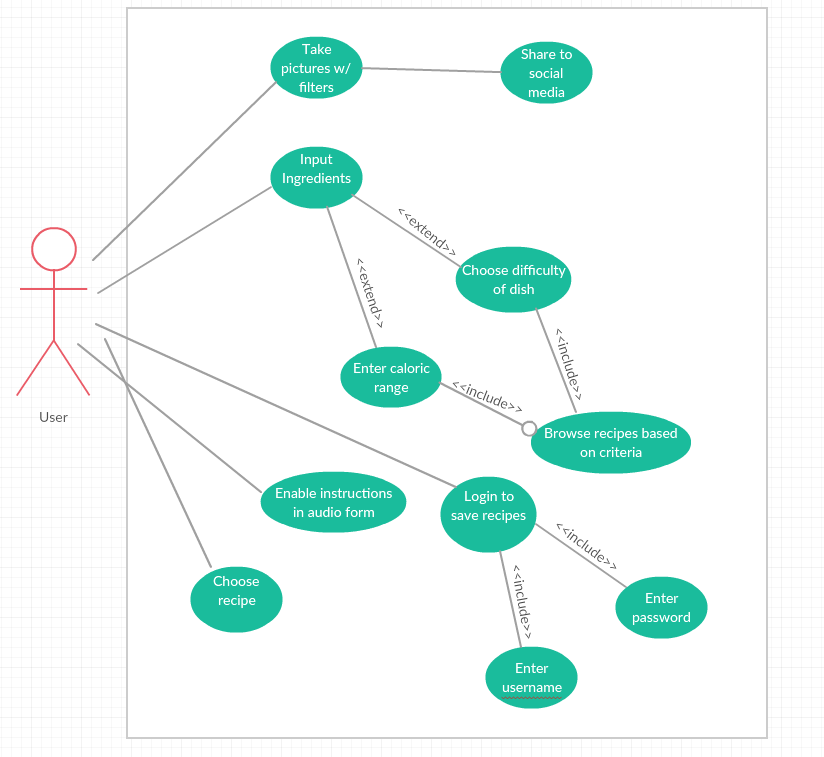 Take
pictures w/
filters
Share to
social
media
Input
Ingredients
<<extend>>
<<extend>>
Choose difficulty
of dish
Enter caloric
range
<<include>>
<<include>>
Browse recipes based
on criteria
User
Enable instructions
in audio form
Login to
save recipes
<<include>>
<<include>>
Choose
recipe
Enter
password
Enter
username